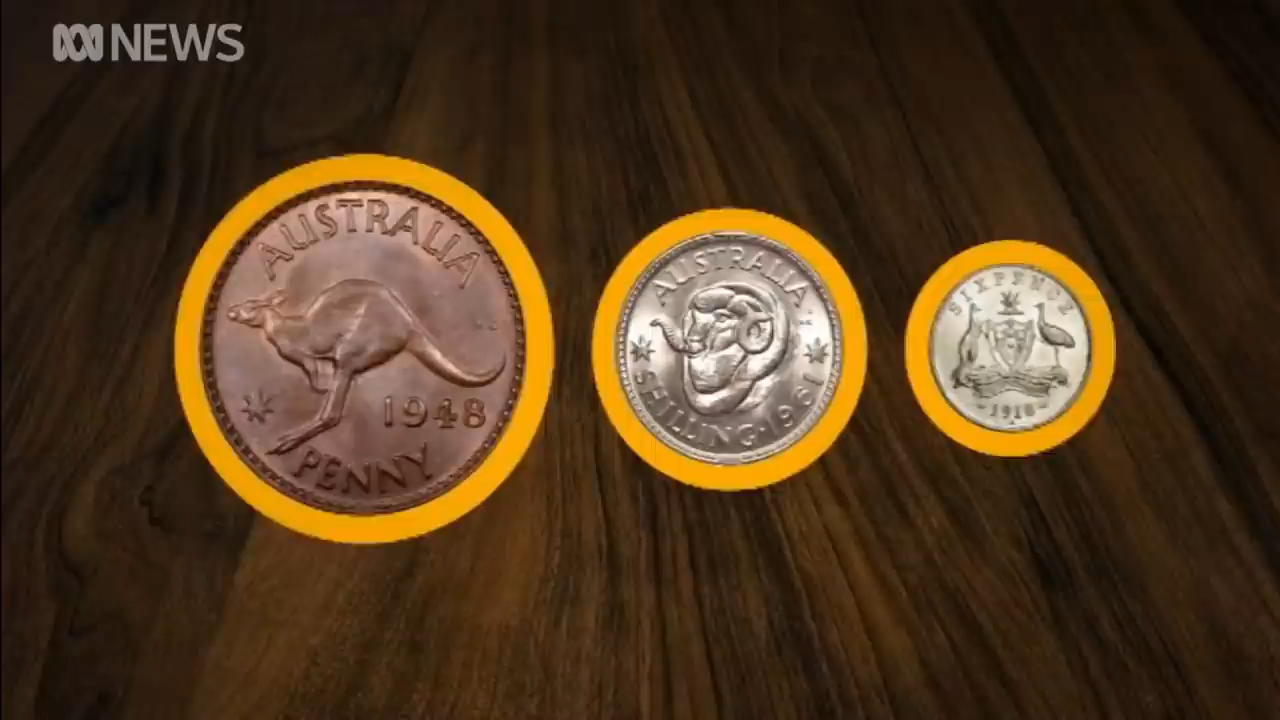 NEWS
AUSTRALIA
1948
PENNY
AUSTRALIA
SHILLING · 1961
SIXPENCE